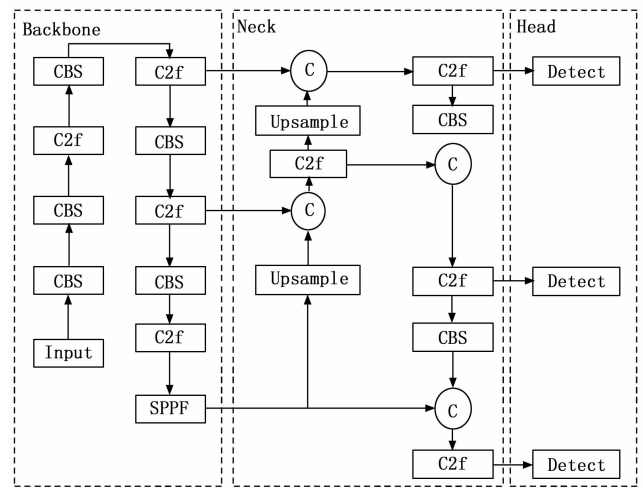 Backbone
Neck
Head
CBS
C2f
C
C2f
Detect
Upsample
CBS
C2f
CBS
C2f
C
CBS
C2f
C
CBS
CBS
Upsample
C2f
Detect
Input
C2f
CBS
SPPF
C
C2f
Detect